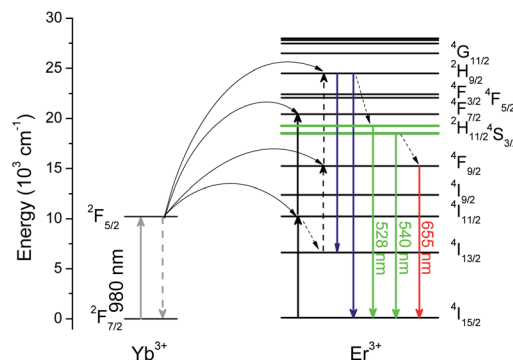 30
25
20
15
10
5
0
Energy (10³ cm⁻¹)
²F₅/₂
²F₇/₂
980 nm
Yb³⁺
⁴G₁₁/₂
²H₉/₂
⁴F₃/₂ ⁴F₅/₂
⁴F₇/₂
²H₁₁/₂ ⁴S₃/₂
⁴F₉/₂
⁴I₉/₂
⁴I₁₁/₂
⁴I₁₃/₂
⁴I₁₅/₂
528 nm
540 nm
655 nm
Er³⁺